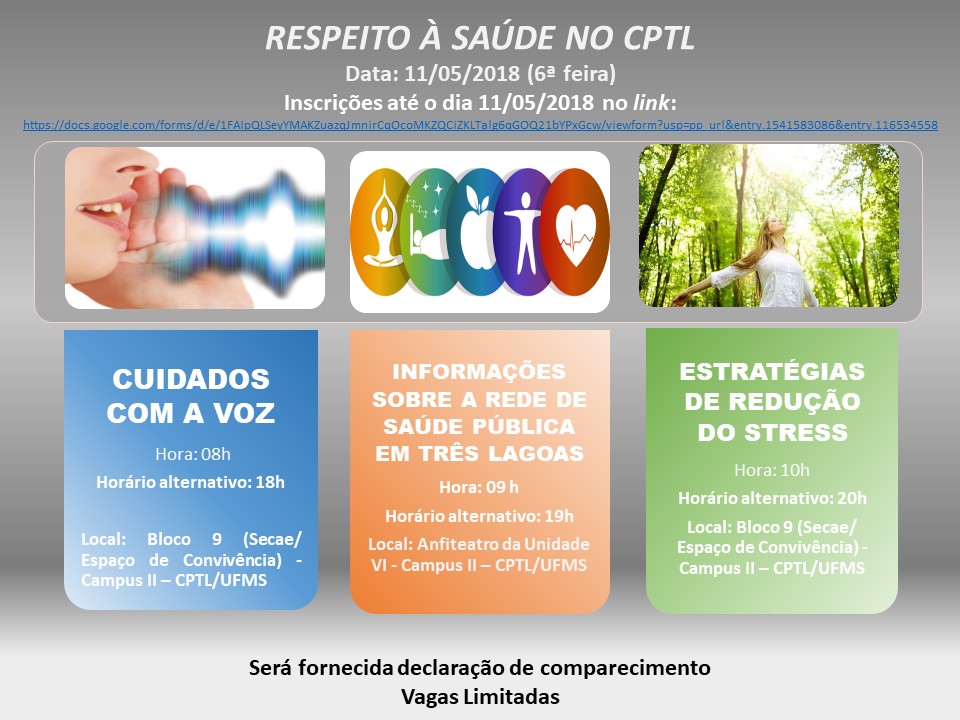 RESPEITO À SAÚDE NO CPTL
Data: 11/05/2018 (6ª feira)
Inscrições até o dia 11/05/2018 no link:
https://docs.google.com/forms/d/e/1FAIpQLSeyYMAKZuazqJmnirCqOcoMKZQCiZKLTalg6qGOQ21bYPxGcw/viewform?usp=pp_url&entry.1541583086&entry.116534558
CUIDADOS
COM A VOZ
Hora: 08h
Horário alternativo: 18h
Local: Bloco 9 (Secae/
Espaço de Convivência) -
Campus II – CPTL/UFMS
INFORMAÇÕES
SOBRE A REDE DE
SAÚDE PÚBLICA
EM TRÊS LAGOAS
Hora: 09 h
Horário alternativo: 19h
Local: Anfiteatro da Unidade
VI - Campus II – CPTL/UFMS
ESTRATÉGIAS
DE REDUÇÃO
DO STRESS
Hora: 10h
Horário alternativo: 20h
Local: Bloco 9 (Secae/
Espaço de Convivência) -
Campus II – CPTL/UFMS
Será fornecida declaração de comparecimento
Vagas Limitadas